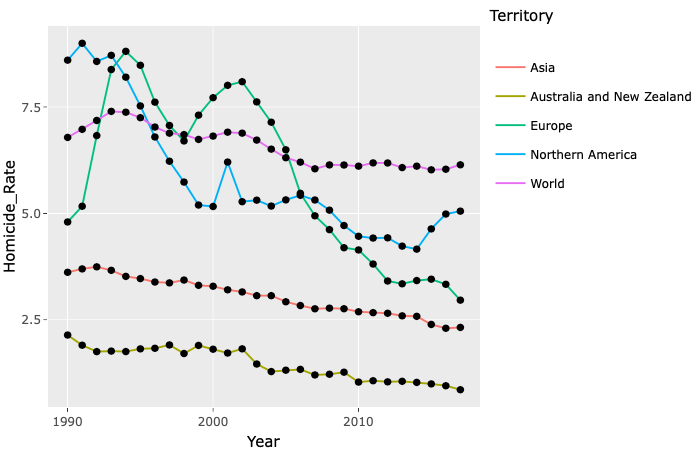 Territory
Asia
Australia and New Zealand
Europe
Northern America
World
Homicide_Rate
7.5
5.0
2.5
1990
2000
2010
Year